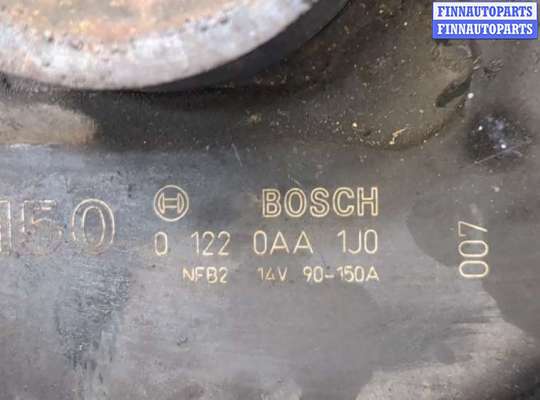 FINNAUTOPARTS
FINNAUTOPARTS
150
BOSCH
0 122 0AA 1J0
NFB2 14V 90-150A
007